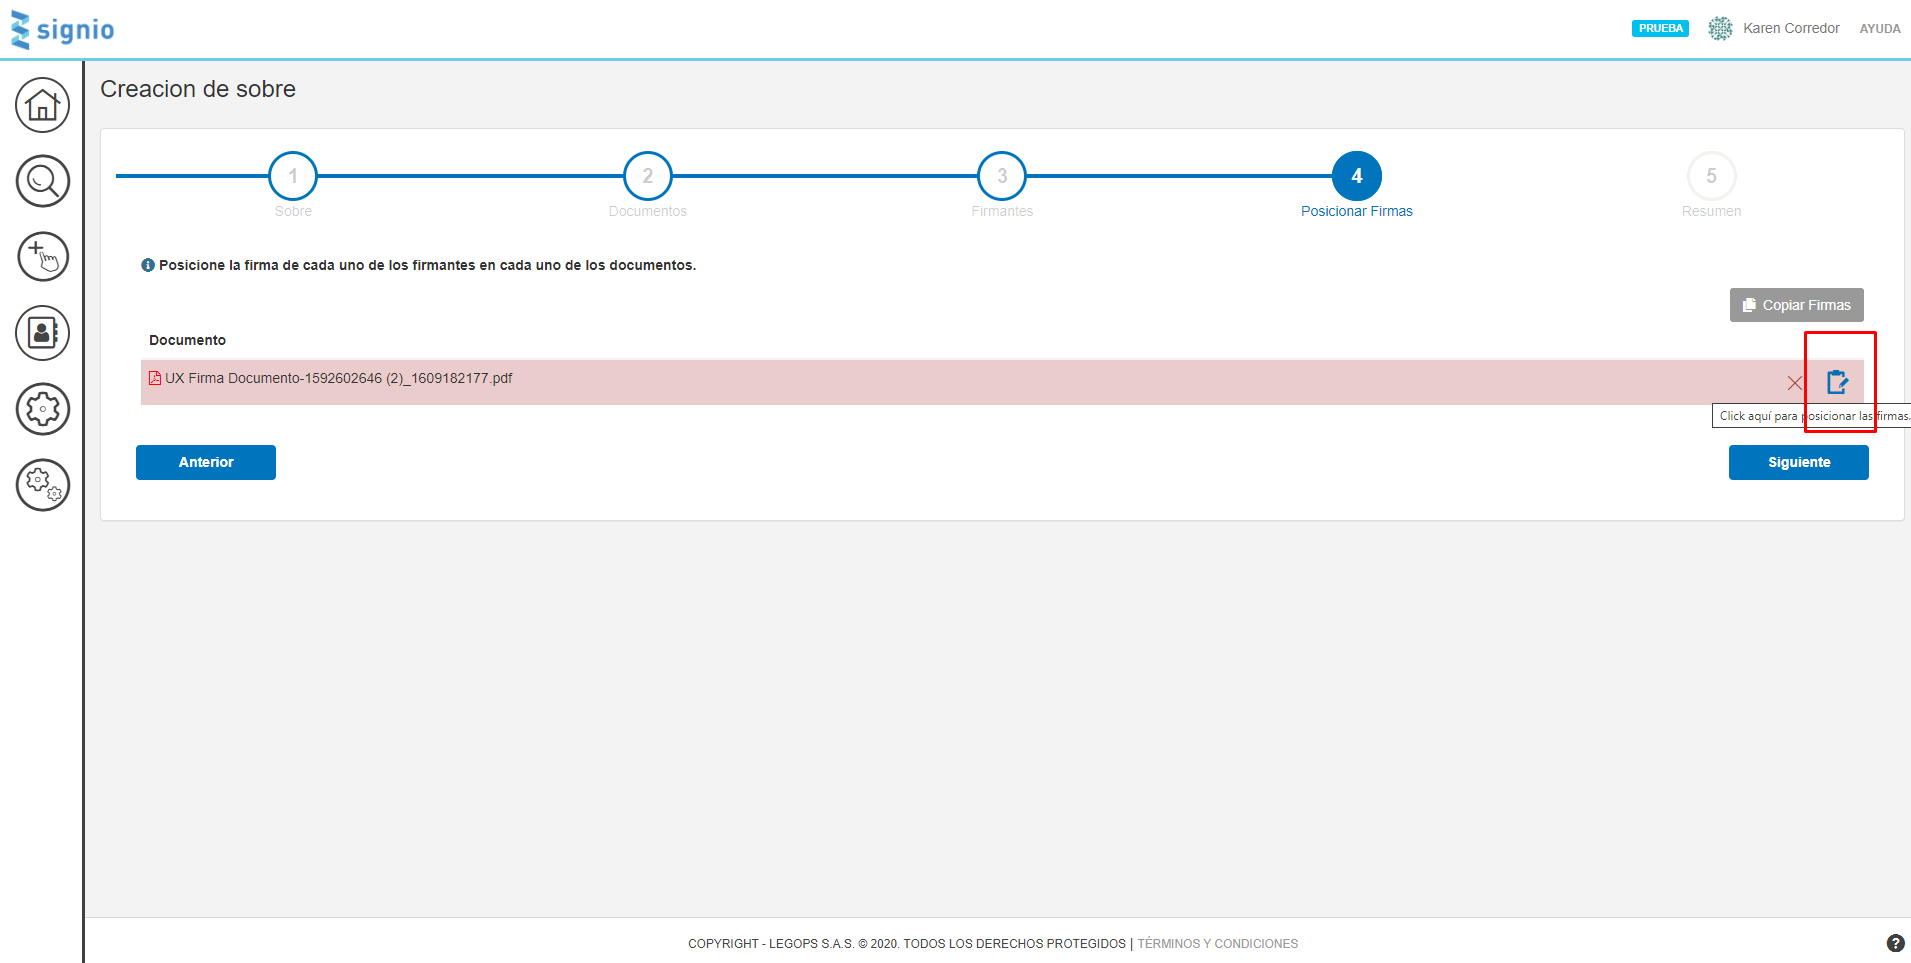 signio
PRUEBA Karen Corredor AYUDA
Creacion de sobre
1 2 3 4 5
Sobre Documentos Firmantes Posicionar Firmas Resumen
Posicione la firma de cada uno de los firmantes en cada uno de los documentos.
Copiar Firmas
Documento
UX Firma Documento-1592602646 (2)_1609182177.pdf
Click aquí para posicionar las firmas.
Anterior Siguiente
COPYRIGHT - LEGOPS S.A.S. © 2020. TODOS LOS DERECHOS PROTEGIDOS | TÉRMINOS Y CONDICIONES
?